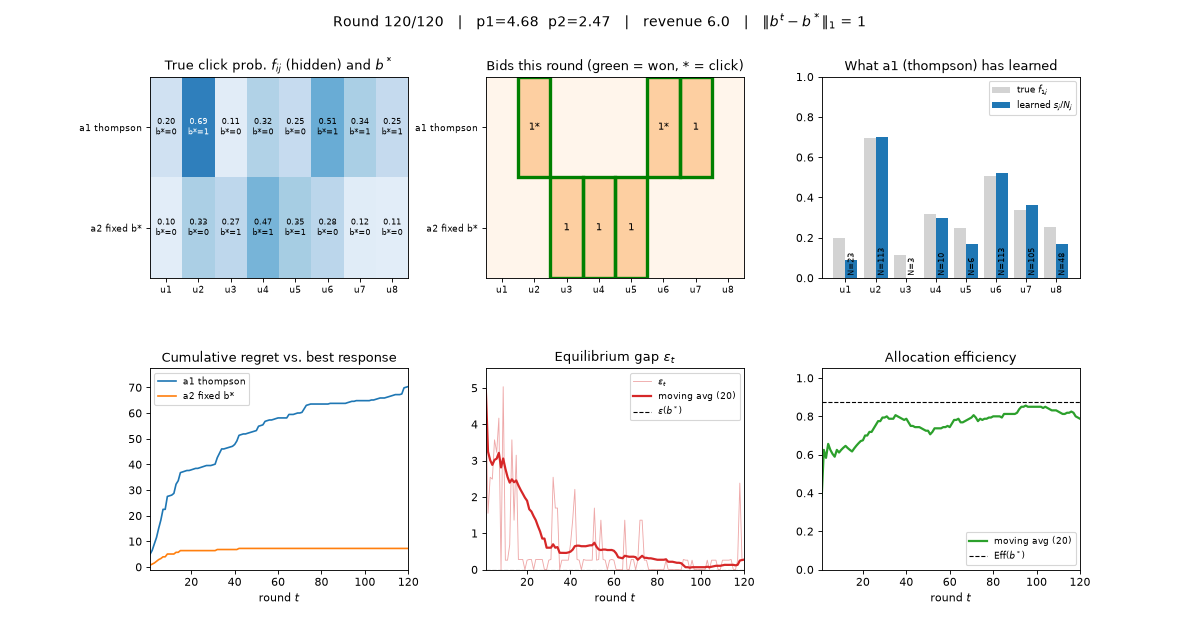 Round 120/120 | p1=4.68 p2=2.47 | revenue 6.0 | ‖b^t − b^*‖₁ = 1
True click prob. f_ij (hidden) and b^*
a1 thompson
a2 fixed b*
0.20 0.69 0.11 0.32 0.25 0.51 0.34 0.25
b*=0 b*=1 b*=0 b*=0 b*=0 b*=1 b*=1 b*=1
0.10 0.33 0.27 0.47 0.35 0.28 0.12 0.11
b*=0 b*=0 b*=1 b*=1 b*=1 b*=0 b*=0 b*=0
u1 u2 u3 u4 u5 u6 u7 u8
Bids this round (green = won, * = click)
a1 thompson
a2 fixed b*
1* 1* 1
1 1 1
u1 u2 u3 u4 u5 u6 u7 u8
What a1 (thompson) has learned
true f_1j
learned s_j/N_j
1.0
0.8
0.6
0.4
0.2
0.0
N=23 N=113 N=3 N=10 N=6 N=113 N=105 N=48
u1 u2 u3 u4 u5 u6 u7 u8
Cumulative regret vs. best response
a1 thompson
a2 fixed b*
70
60
50
40
30
20
10
0
20 40 60 80 100 120
round t
Equilibrium gap ε_t
ε_t
moving avg (20)
ε(b^*)
5
4
3
2
1
0
20 40 60 80 100 120
round t
Allocation efficiency
1.0
0.8
0.6
0.4
0.2
0.0
moving avg (20)
Eff(b^*)
20 40 60 80 100 120
round t